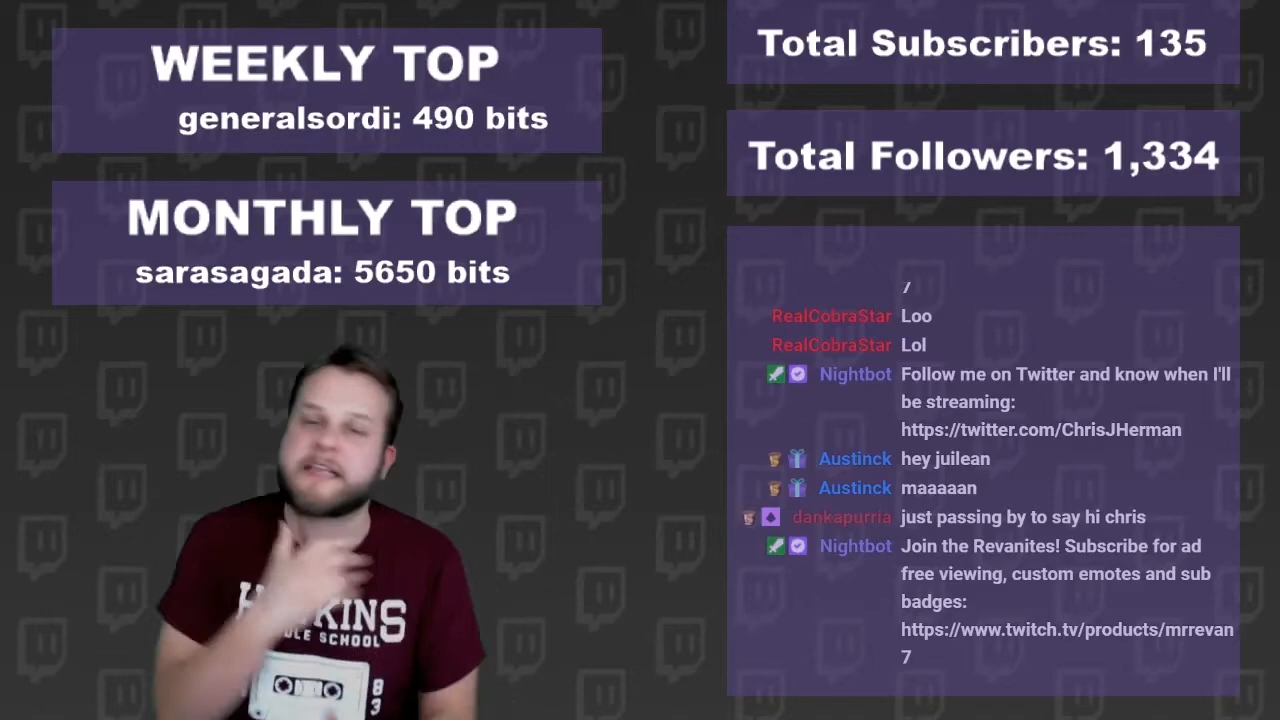 WEEKLY TOP
generalsordi: 490 bits
MONTHLY TOP
sarasagada: 5650 bits
Total Subscribers: 135
Total Followers: 1,334
7
RealCobraStar Loo
RealCobraStar Lol
Nightbot Follow me on Twitter and know when I'll
be streaming:
https://twitter.com/ChrisJHerman
Austinck hey juilean
Austinck maaaaan
dankapurria just passing by to say hi chris
Nightbot Join the Revanites! Subscribe for ad
free viewing, custom emotes and sub
badges:
https://www.twitch.tv/products/mrrevan
7
SCHOOL
83